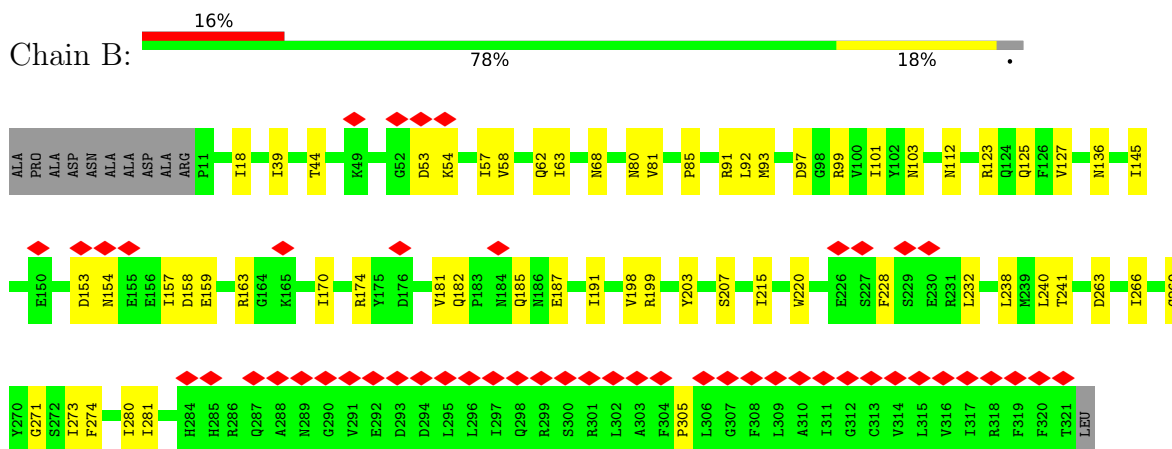 16%
Chain B:
78% 18% •
ALA PRO ALA ASP ASN ALA ALA ASP ALA ARG P11 I18 I39 T44 K49 G52 D53 K54 I57 V58 Q62 I63 N68 N80 V81 P85 R91 L92 M93 D97 G98 R99 V100 I101 Y102 N103 N112 R123 Q124 Q125 F126 V127 N136 I145
E150 D153 N154 E155 E156 I157 D158 E159 R163 G164 K165 I170 R174 Y175 D176 V181 Q182 P183 N184 Q185 N186 E187 I191 V198 R199 Y203 S207 I215 W220 E226 S227 F228 S229 E230 R231 L232 L238 M239 L240 T241 D263 I266
Y270 G271 S272 I273 F274 I280 I281 H284 H285 R286 Q287 A288 N289 G290 V291 E292 D293 D294 L295 L296 I297 Q298 R299 S300 R301 L302 A303 F304 P305 L306 G307 F308 L309 A310 I311 G312 C313 V314 L315 V316 I317 R318 F319 F320 T321 LEU